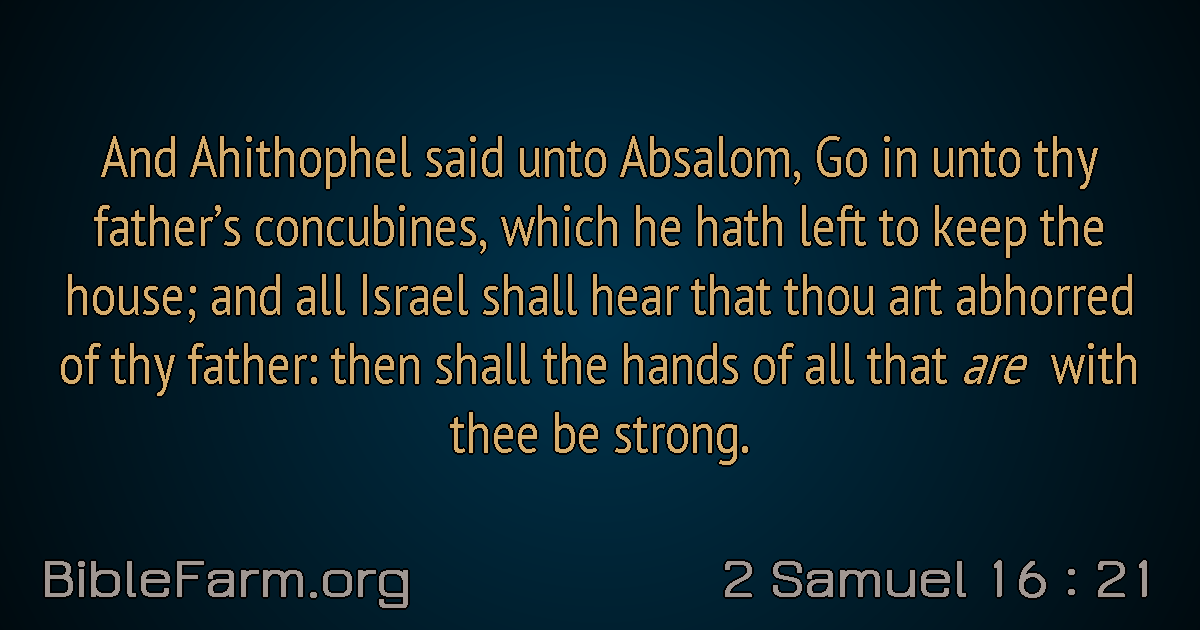 And Ahithophel said unto Absalom, Go in unto thy
father’s concubines, which he hath left to keep the
house; and all Israel shall hear that thou art abhorred
of thy father: then shall the hands of all that are with
thee be strong.
BibleFarm.org
2 Samuel 16 : 21